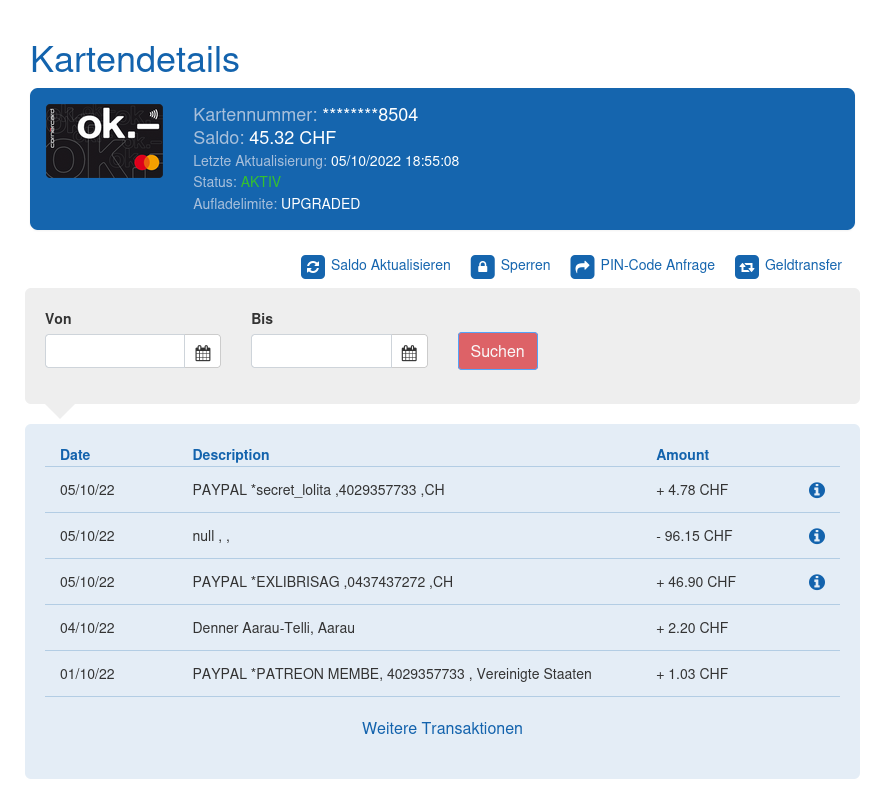 Kartendetails
cornercard
ok.–
Kartennummer: ********8504
Saldo: 45.32 CHF
Letzte Aktualisierung: 05/10/2022 18:55:08
Status: AKTIV
Aufladelimite: UPGRADED
Saldo Aktualisieren Sperren PIN-Code Anfrage Geldtransfer
Von Bis
Suchen
Date Description Amount
05/10/22 PAYPAL *secret_lolita ,4029357733 ,CH + 4.78 CHF
05/10/22 null , , - 96.15 CHF
05/10/22 PAYPAL *EXLIBRISAG ,0437437272 ,CH + 46.90 CHF
04/10/22 Denner Aarau-Telli, Aarau + 2.20 CHF
01/10/22 PAYPAL *PATREON MEMBE, 4029357733 , Vereinigte Staaten + 1.03 CHF
Weitere Transaktionen